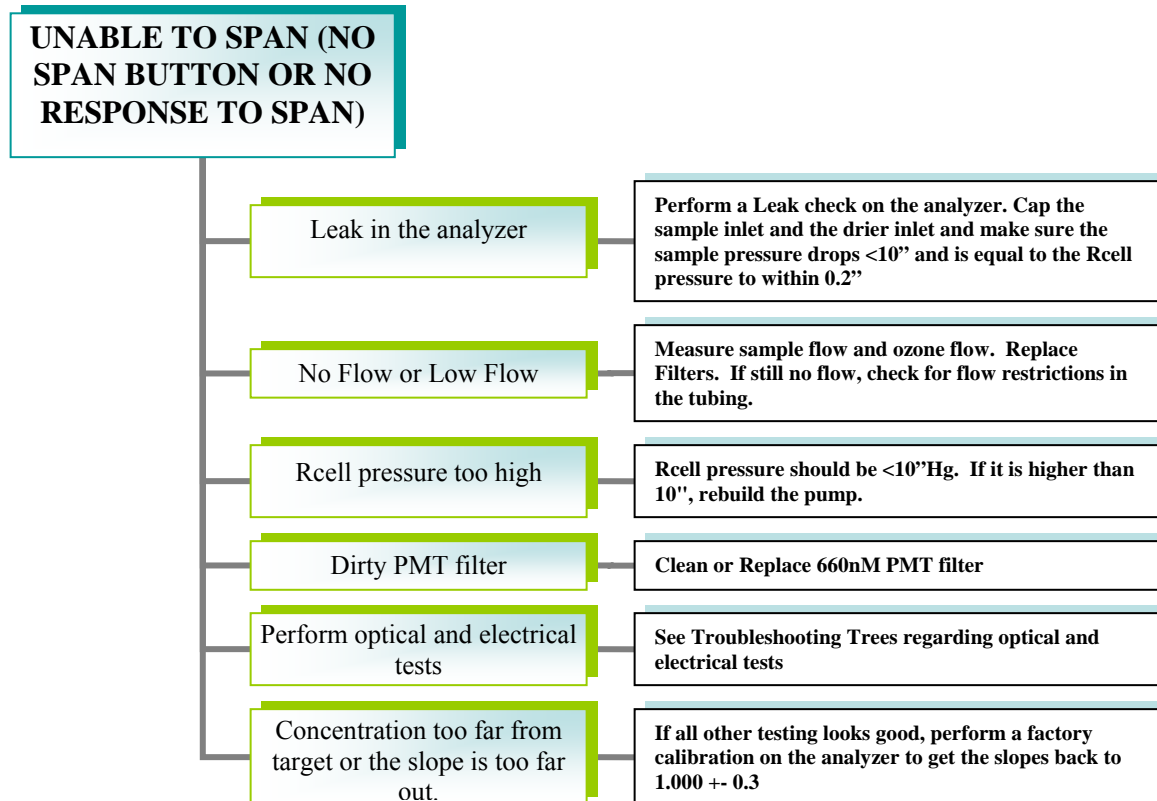 UNABLE TO SPAN (NO
SPAN BUTTON OR NO
RESPONSE TO SPAN)
Leak in the analyzer
Perform a Leak check on the analyzer. Cap the
sample inlet and the drier inlet and make sure the
sample pressure drops <10” and is equal to the Rcell
pressure to within 0.2”
No Flow or Low Flow
Measure sample flow and ozone flow.  Replace
Filters.  If still no flow, check for flow restrictions in
the tubing.
Rcell pressure too high
Rcell pressure should be <10”Hg.  If it is higher than
10", rebuild the pump.
Dirty PMT filter
Clean or Replace 660nM PMT filter
Perform optical and electrical
tests
See Troubleshooting Trees regarding optical and
electrical tests
Concentration too far from
target or the slope is too far
out.
If all other testing looks good, perform a factory
calibration on the analyzer to get the slopes back to
1.000 +- 0.3